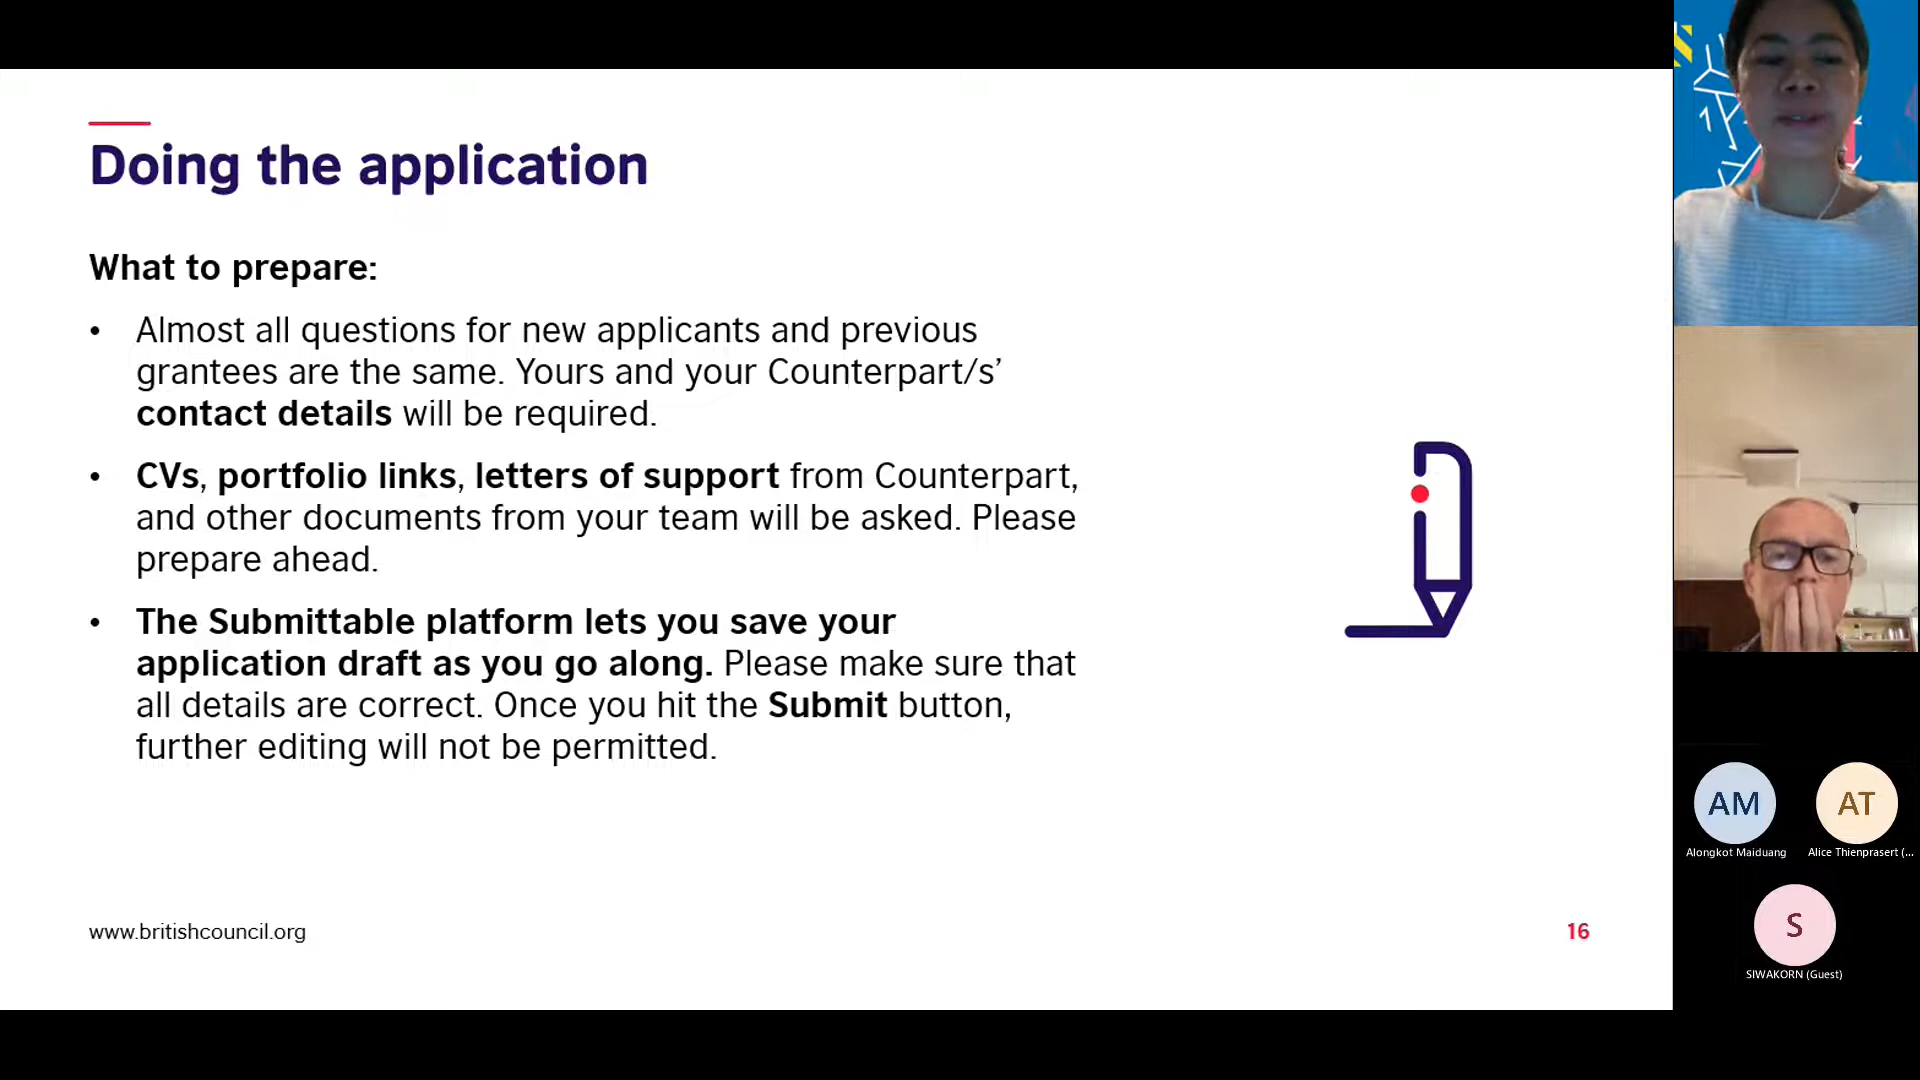 Doing the application
What to prepare:
• Almost all questions for new applicants and previous
grantees are the same. Yours and your Counterpart/s’
contact details will be required.
• CVs, portfolio links, letters of support from Counterpart,
and other documents from your team will be asked. Please
prepare ahead.
• The Submittable platform lets you save your
application draft as you go along. Please make sure that
all details are correct. Once you hit the Submit button,
further editing will not be permitted.
www.britishcouncil.org
16
AM
Alongkot Maiduang
AT
Alice Thienprasert (...
S
SIWAKORN (Guest)